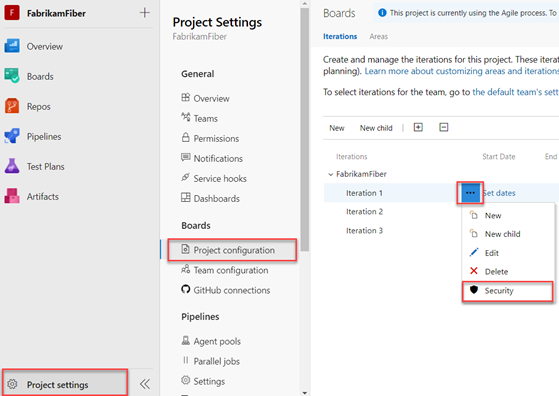 F FabrikamFiber
Overview
Boards
Repos
Pipelines
Test Plans
Artifacts
Project settings
Project Settings
FabrikamFiber
General
Overview
Teams
Permissions
Notifications
Service hooks
Dashboards
Boards
Project configuration
Team configuration
GitHub connections
Pipelines
Agent pools
Parallel jobs
Settings
Boards
This project is currently using the Agile process. To
Iterations Areas
Create and manage the iterations for this project. These itera
planning). Learn more about customizing areas and iterations
To select iterations for the team, go to the default team's sett
New New child
Iterations Start Date End
FabrikamFiber
Iteration 1 ... Set dates
Iteration 2
Iteration 3
New
New child
Edit
Delete
Security